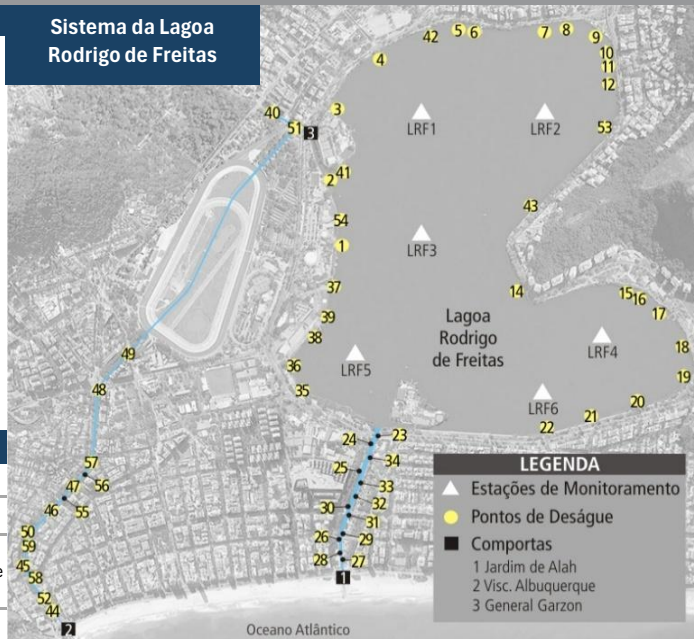 Sistema da Lagoa
Rodrigo de Freitas
42 5 6 7 8 9
10
11
12
4
3
40
51 3
LRF1
LRF2
53
41
2
43
54
1
LRF3
37
14
15 16
17
39
38
Lagoa
Rodrigo
de Freitas
LRF4
18
36
LRF5
19
35
49
48
LRF6
20
21
22
23
24
34
25
33
32
30
31
26
29
28
27
1
57
56
47
55
46
50
59
45
58
52
44
2
e
LEGENDA
Estações de Monitoramento
Pontos de Deságue
Comportas
1 Jardim de Alah
2 Visc. Albuquerque
3 General Garzon
Oceano Atlântico